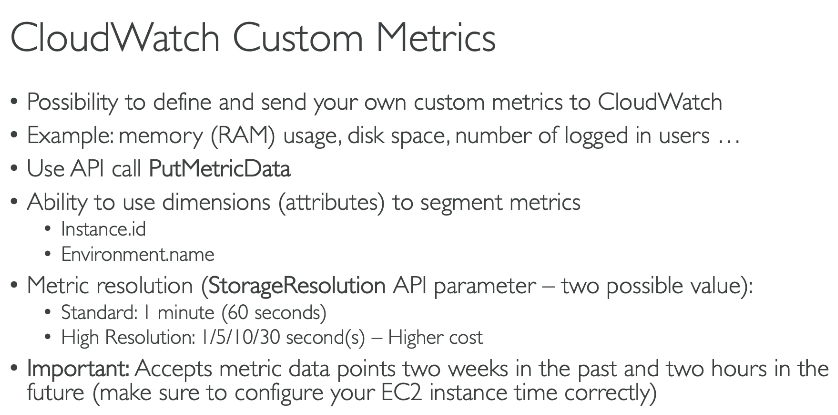 CloudWatch Custom Metrics
• Possibility to define and send your own custom metrics to CloudWatch
• Example: memory (RAM) usage, disk space, number of logged in users …
• Use API call PutMetricData
• Ability to use dimensions (attributes) to segment metrics
• Instance.id
• Environment.name
• Metric resolution (StorageResolution API parameter – two possible value):
• Standard: 1 minute (60 seconds)
• High Resolution: 1/5/10/30 second(s) – Higher cost
• Important: Accepts metric data points two weeks in the past and two hours in the
future (make sure to configure your EC2 instance time correctly)